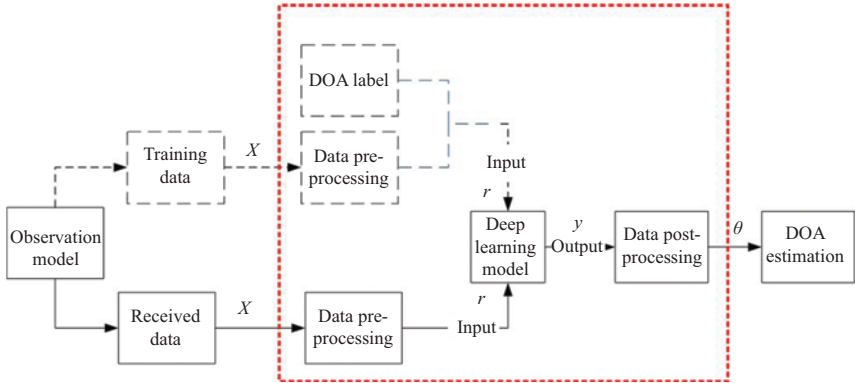 DOA label
Training
data
X
Data pre-
processing
Input
r
Observation
model
Deep
learning
model
y
Output
Data post-
processing
θ
DOA
estimation
Received
data
X
Data pre-
processing
Input
r